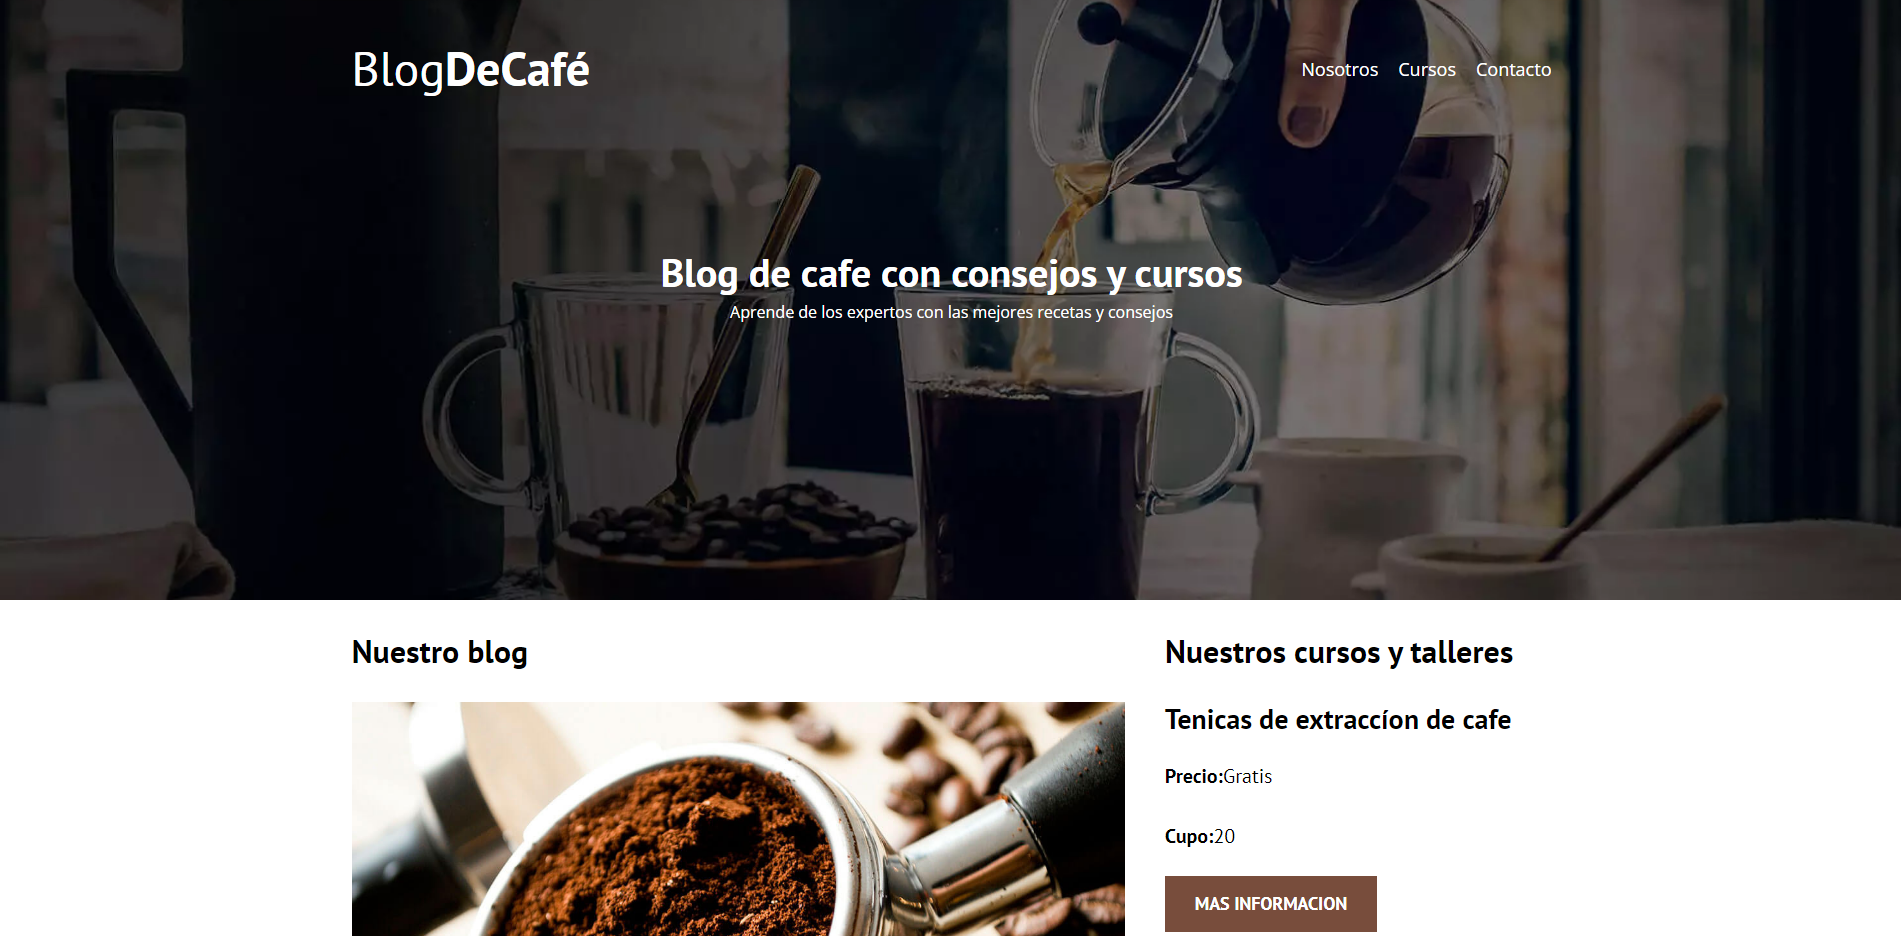 BlogDeCafé
Nosotros Cursos Contacto
Blog de cafe con consejos y cursos
Aprende de los expertos con las mejores recetas y consejos
Nuestro blog
Nuestros cursos y talleres
Tenicas de extraccíon de cafe
Precio:Gratis
Cupo:20
MAS INFORMACION